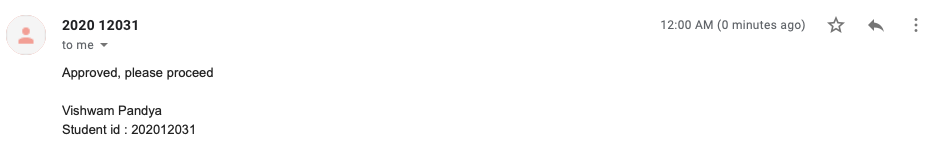 2020 12031
12:00 AM (0 minutes ago)
to me
Approved, please proceed
Vishwam Pandya
Student id : 202012031